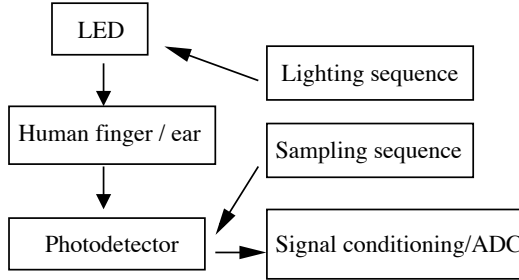 LED
Lighting sequence
Human finger / ear
Sampling sequence
Photodetector
Signal conditioning/ADC